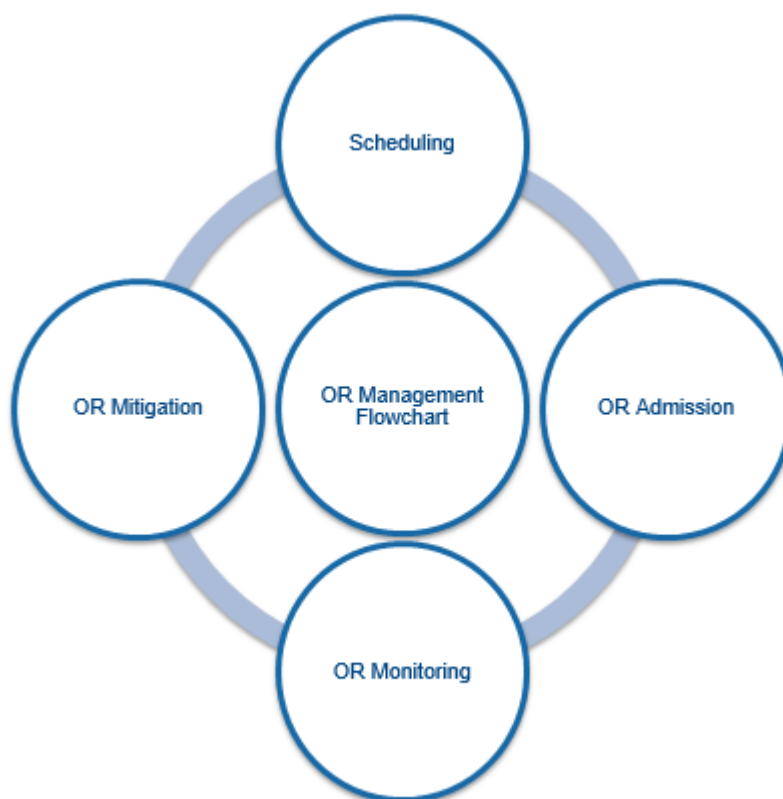 Scheduling
OR Mitigation
OR Management
Flowchart
OR Admission
OR Monitoring